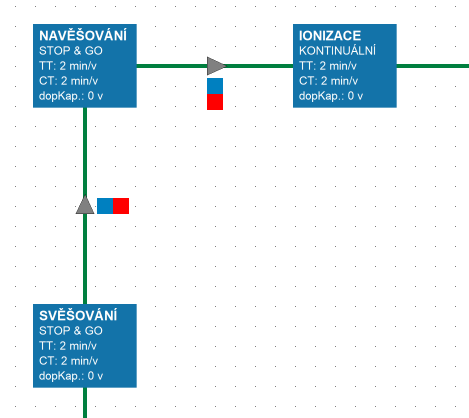 NAVĚŠOVÁNÍ
STOP & GO
TT: 2 min/v
CT: 2 min/v
dopKap.: 0 v
IONIZACE
KONTINUÁLNÍ
TT: 2 min/v
CT: 2 min/v
dopKap.: 0 v
SVĚŠOVÁNÍ
STOP & GO
TT: 2 min/v
CT: 2 min/v
dopKap.: 0 v